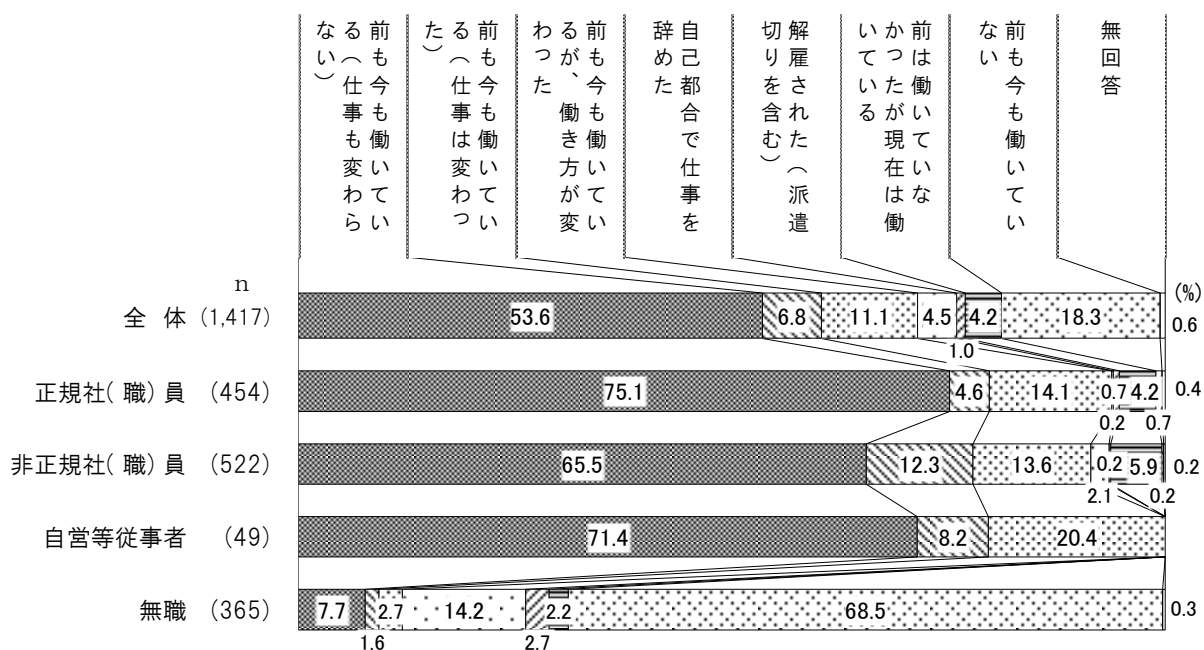 前も今も働いてい
る(仕事も変わら
ない)
前も今も働いてい
る(仕事は変わっ
た)
前も今も働いてい
るが、働き方が変
わった
自己都合で仕事を
辞めた
解雇された(派遣
切りを含む)
前は働いていな
かったが現在は働
いている
前も今も働いてい
ない
無回答
n
(%)
全 体 (1,417) 53.6 6.8 11.1 4.5 4.2 18.3 0.6
1.0
正規社(職)員 (454) 75.1 4.6 14.1 0.7 4.2 0.4
0.2 0.7
非正規社(職)員 (522) 65.5 12.3 13.6 0.2 5.9 0.2
2.1 0.2
自営等従事者 (49) 71.4 8.2 20.4
無職 (365) 7.7 2.7 14.2 2.2 68.5 0.3
1.6 2.7